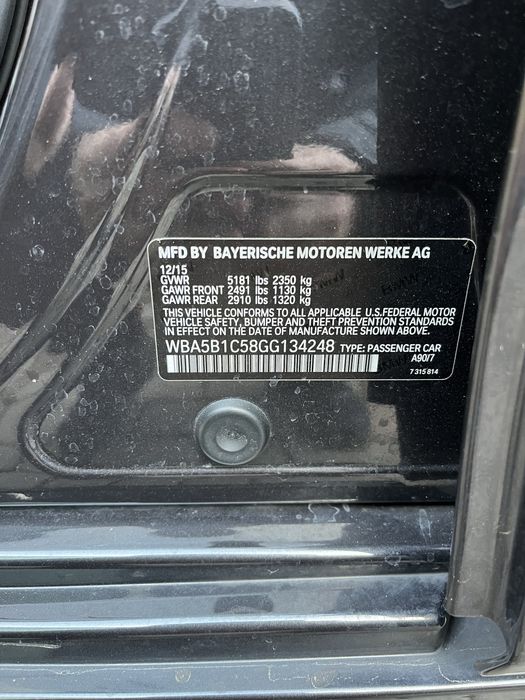 MFD BY BAYERISCHE MOTOREN WERKE AG
12/15
GVWR 5181 lbs 2350 kg
GAWR FRONT 2491 lbs 1130 kg
GAWR REAR 2910 lbs 1320 kg
THIS VEHICLE CONFORMS TO ALL APPLICABLE U.S.FEDERAL MOTOR
VEHICLE SAFETY, BUMPER AND THEFT PREVENTION STANDARDS
IN EFFECT ON THE DATE OF MANUFACTURE SHOWN ABOVE.
WBA5B1C58GG134248 TYPE: PASSENGER CAR
A90/7
7 315 814